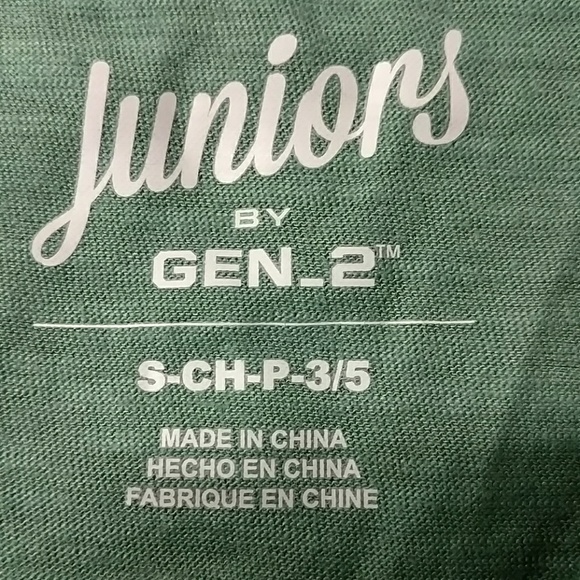 Juniors
BY
GEN_2™
S-CH-P-3/5
MADE IN CHINA
HECHO EN CHINA
FABRIQUE EN CHINE